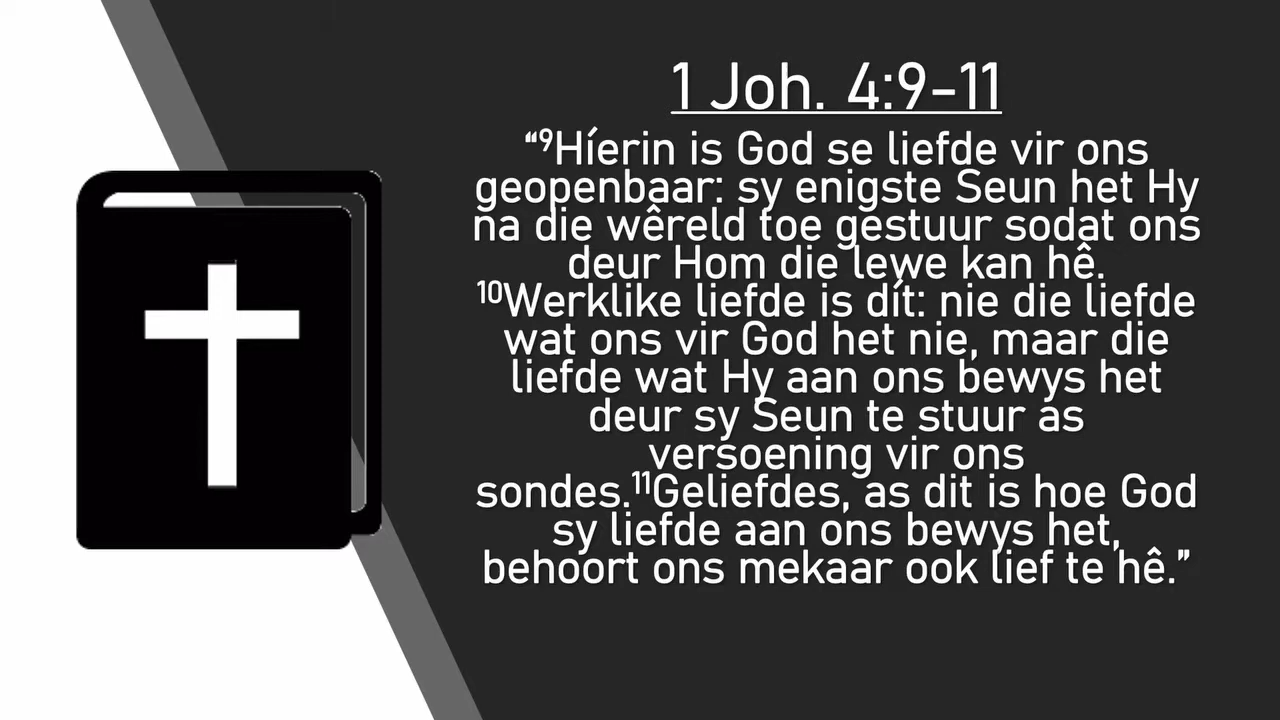 1 Joh. 4:9-11
“⁹Híerin is God se liefde vir ons
geopenbaar: sy enigste Seun het Hy
na die wêreld toe gestuur sodat ons
deur Hom die lewe kan hê.
¹⁰Werklike liefde is dít: nie die liefde
wat ons vir God het nie, maar die
liefde wat Hy aan ons bewys het
deur sy Seun te stuur as
versoening vir ons
sondes.¹¹Geliefdes, as dit is hoe God
sy liefde aan ons bewys het,
behoort ons mekaar ook lief te hê.”